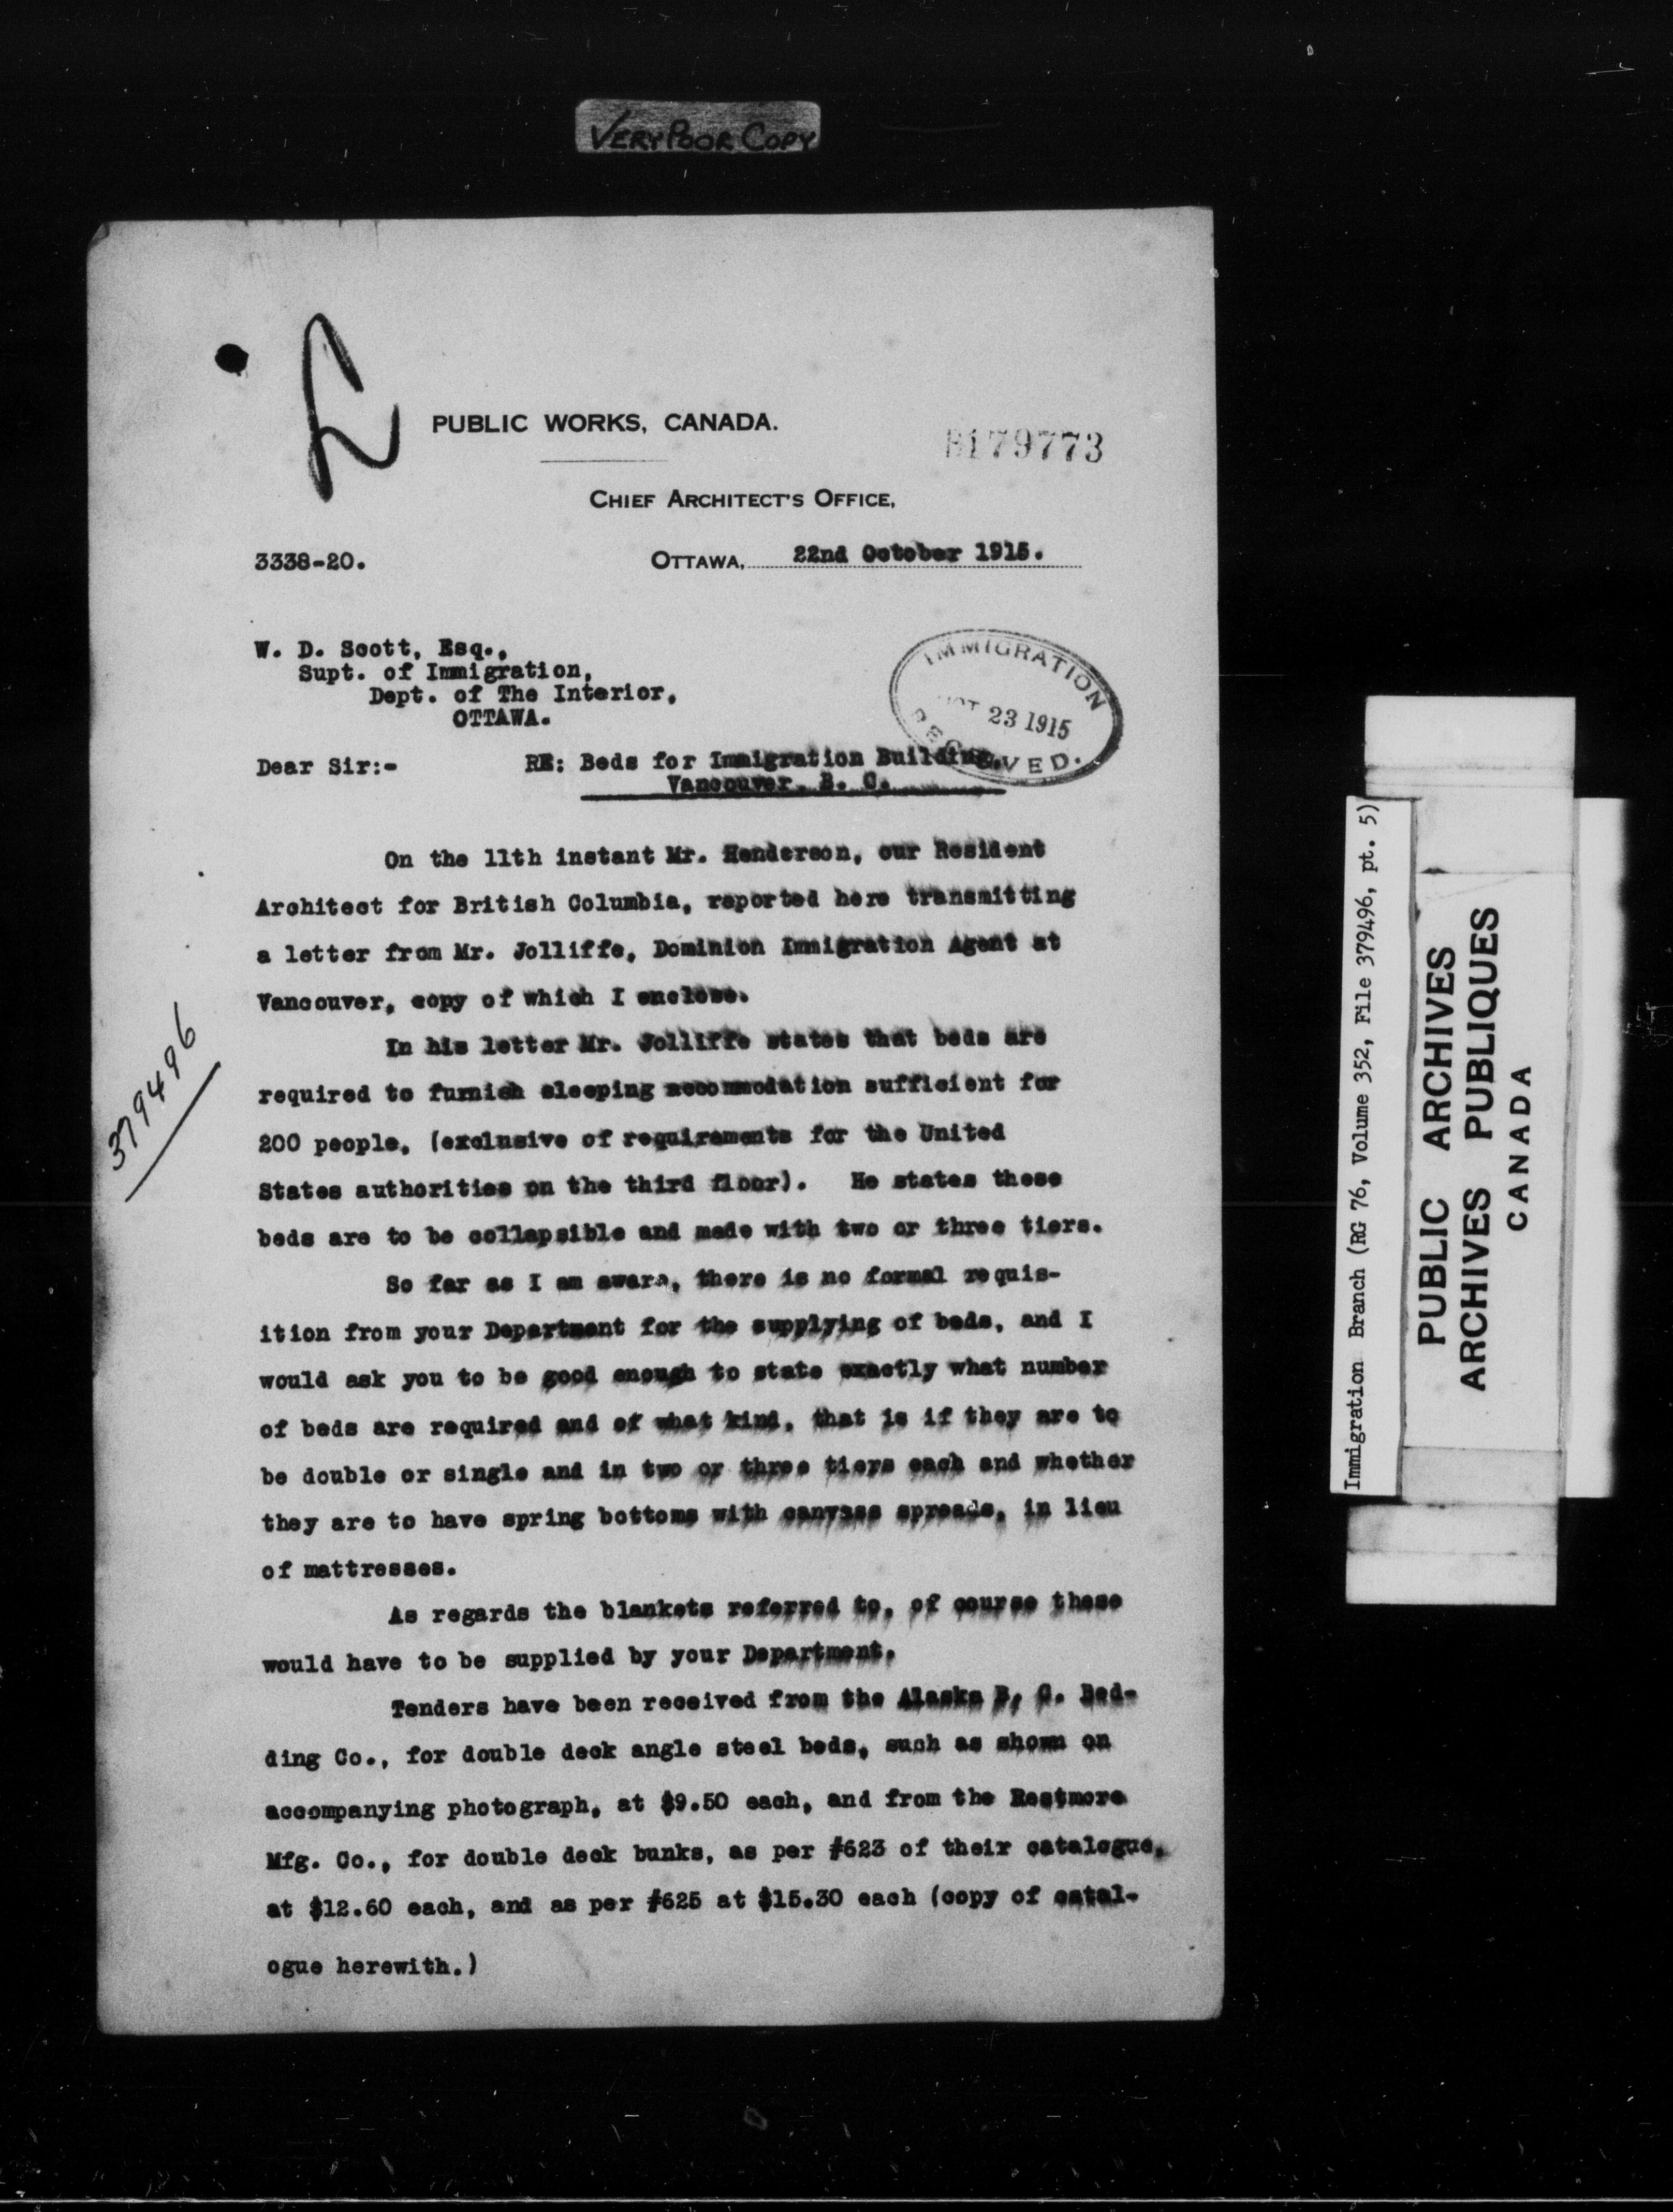 VERY POOR COPY
PUBLIC WORKS, CANADA.
B179773
CHIEF ARCHITECT'S OFFICE,
3338-20.
OTTAWA, 22nd October 1915.
W. D. Scott, Esq.,
Supt. of Immigration,
Dept. of The Interior,
OTTAWA.
IMMIGRATION
OCT 23 1915
RECEIVED.
Dear Sir:- RE: Beds for Immigration Building,
Vancouver, B. C.
On the 11th instant Mr. Henderson, our Resident
Architect for British Columbia, reported here transmitting
a letter from Mr. Jolliffe, Dominion Immigration Agent at
Vancouver, copy of which I enclose.
In his letter Mr. Jolliffe states that beds are
required to furnish sleeping accommodation sufficient for
200 people, (exclusive of requirements for the United
States authorities on the third floor). He states these
beds are to be collapsible and made with two or three tiers.
So far as I am aware, there is no formal requis-
ition from your Department for the supplying of beds, and I
would ask you to be good enough to state exactly what number
of beds are required and of what kind, that is if they are to
be double or single and in two or three tiers each and whether
they are to have spring bottoms with canvass spreads, in lieu
of mattresses.
As regards the blankets referred to, of course these
would have to be supplied by your Department.
Tenders have been received from the Alaska B. C. Bed-
ding Co., for double deck angle steel beds, such as shown on
accompanying photograph, at $9.50 each, and from the Restmore
Mfg. Co., for double deck bunks, as per #623 of their catalogue,
at $12.60 each, and as per #625 at $15.30 each (copy of catal-
ogue herewith.)
379496
Immigration Branch (RG 76, Volume 352, File 379496, pt. 5)
PUBLIC ARCHIVES
ARCHIVES PUBLIQUES
CANADA